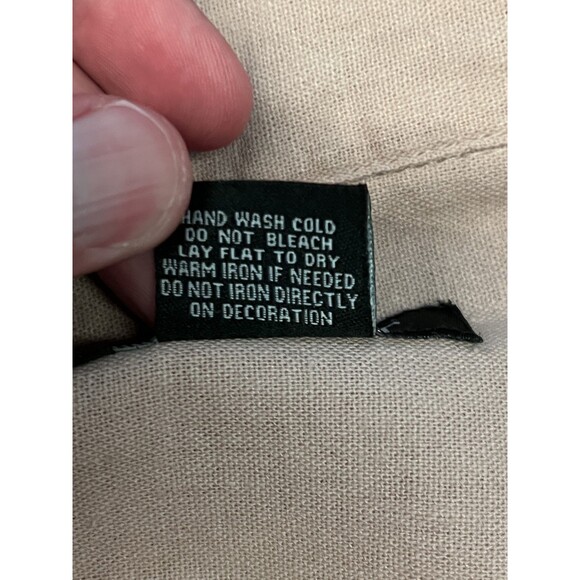 HAND WASH COLD
DO NOT BLEACH
LAY FLAT TO DRY
WARM IRON IF NEEDED
DO NOT IRON DIRECTLY
ON DECORATION